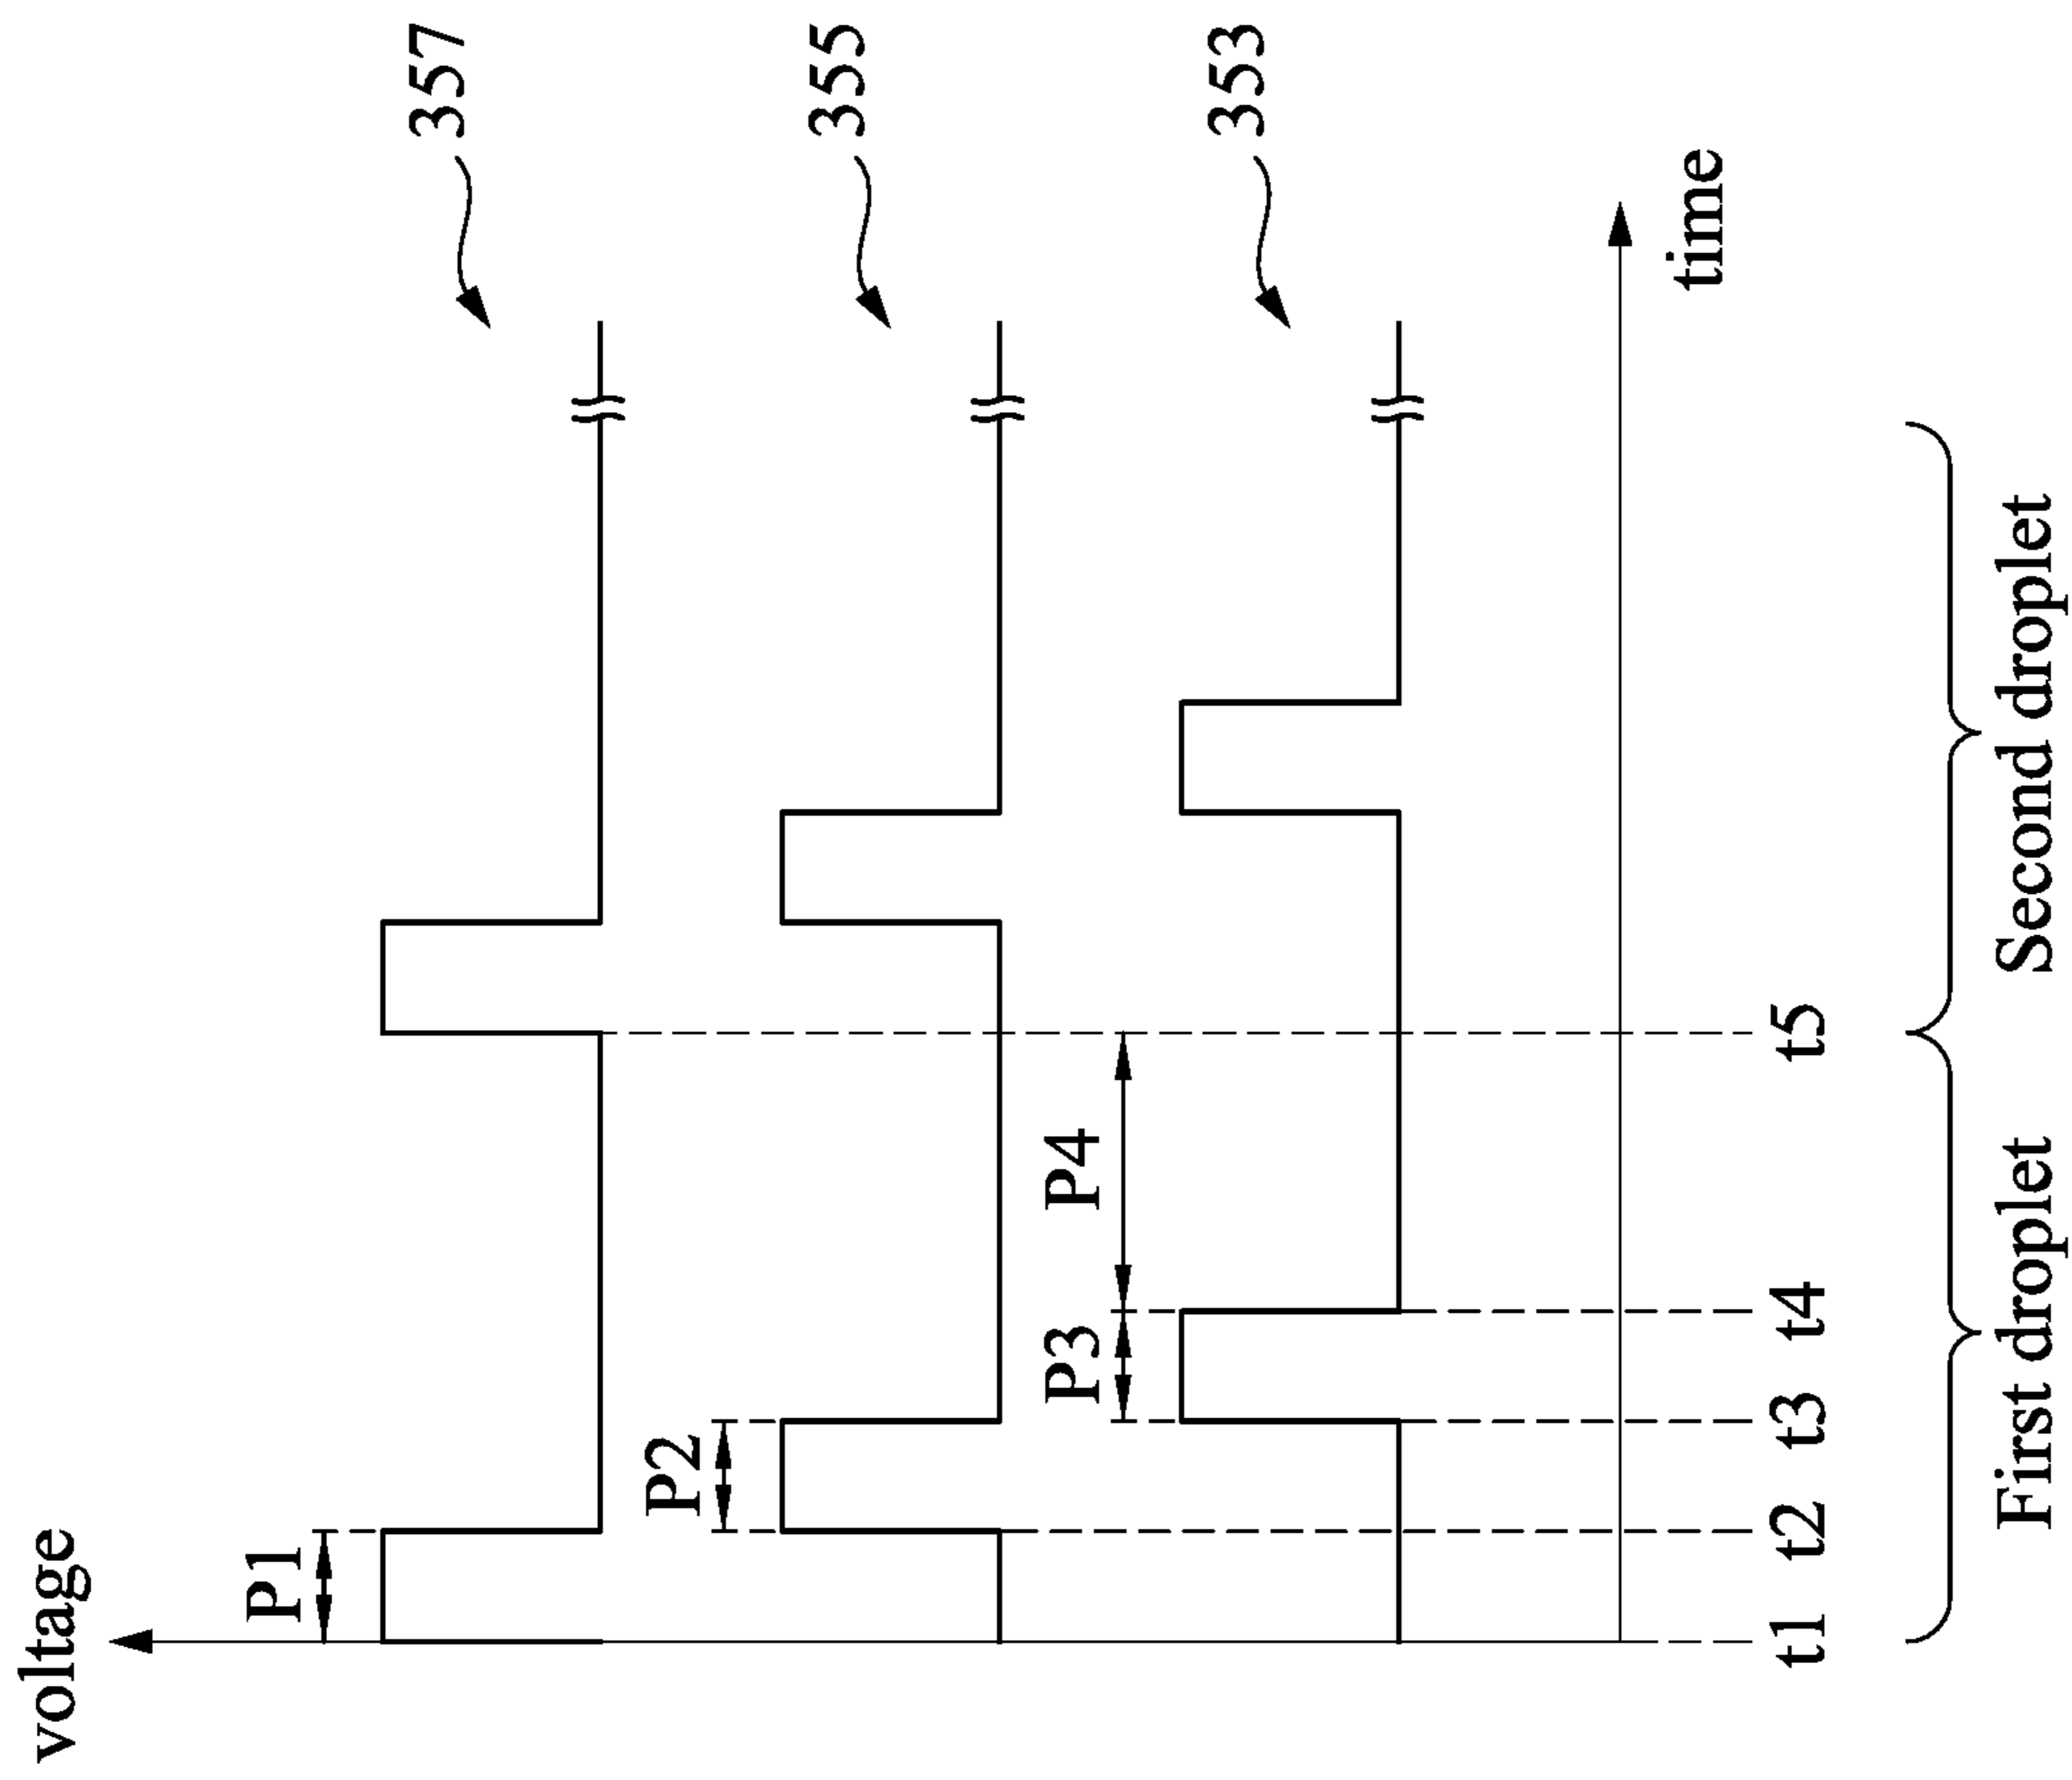 voltage
P1
357
P2
355
P3 P4
353
time
t1 t2 t3 t4 t5
First droplet Second droplet